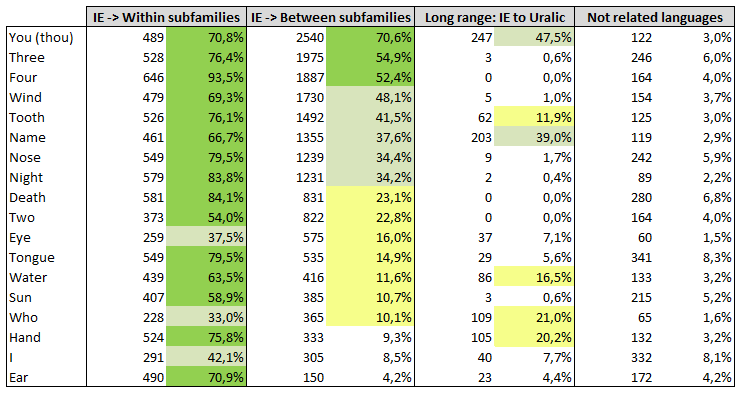 IE -> Within subfamilies IE -> Between subfamilies Long range: IE to Uralic Not related languages
You (thou) 489 70,8% 2540 70,6% 247 47,5% 122 3,0%
Three 528 76,4% 1975 54,9% 3 0,6% 246 6,0%
Four 646 93,5% 1887 52,4% 0 0,0% 164 4,0%
Wind 479 69,3% 1730 48,1% 5 1,0% 154 3,7%
Tooth 526 76,1% 1492 41,5% 62 11,9% 125 3,0%
Name 461 66,7% 1355 37,6% 203 39,0% 119 2,9%
Nose 549 79,5% 1239 34,4% 9 1,7% 242 5,9%
Night 579 83,8% 1231 34,2% 2 0,4% 89 2,2%
Death 581 84,1% 831 23,1% 0 0,0% 280 6,8%
Two 373 54,0% 822 22,8% 0 0,0% 164 4,0%
Eye 259 37,5% 575 16,0% 37 7,1% 60 1,5%
Tongue 549 79,5% 535 14,9% 29 5,6% 341 8,3%
Water 439 63,5% 416 11,6% 86 16,5% 133 3,2%
Sun 407 58,9% 385 10,7% 3 0,6% 215 5,2%
Who 228 33,0% 365 10,1% 109 21,0% 65 1,6%
Hand 524 75,8% 333 9,3% 105 20,2% 132 3,2%
I 291 42,1% 305 8,5% 40 7,7% 332 8,1%
Ear 490 70,9% 150 4,2% 23 4,4% 172 4,2%